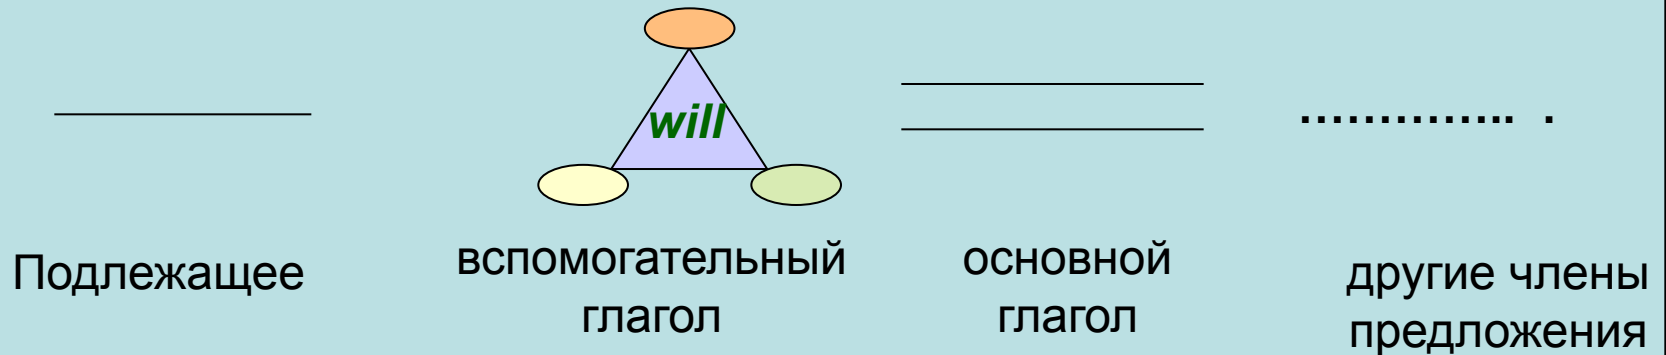 will
………….. .
Подлежащее
вспомогательный
глагол
основной
глагол
другие члены
предложения